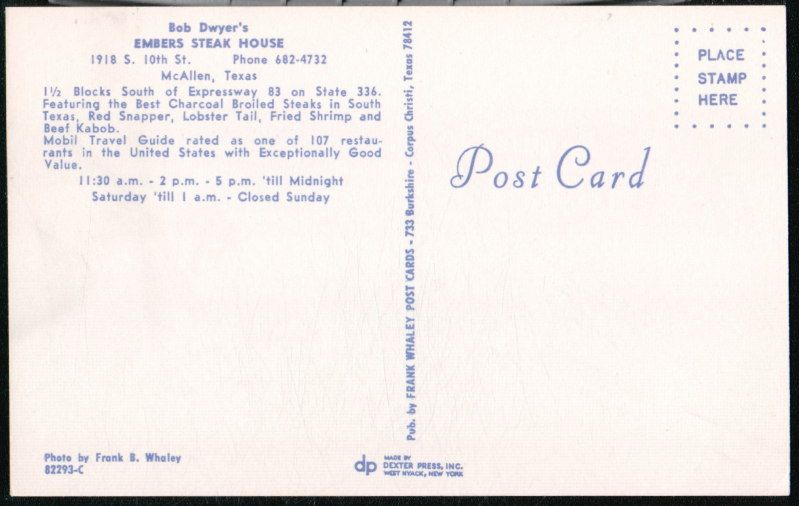 Bob Dwyer's
EMBERS STEAK HOUSE
1918 S. 10th St. Phone 682-4732
McAllen, Texas
1½ Blocks South of Expressway 83 on State 336.
Featuring the Best Charcoal Broiled Steaks in South
Texas, Red Snapper, Lobster Tail, Fried Shrimp and
Beef Kabob.
Mobil Travel Guide rated as one of 107 restau-
rants in the United States with Exceptionally Good
Value.
11:30 a.m. - 2 p.m. - 5 p.m. 'till Midnight
Saturday 'till 1 a.m. - Closed Sunday
Photo by Frank B. Whaley
82293-C
Pub. by FRANK WHALEY POST CARDS - 733 Burkshire - Corpus Christi, Texas 78412
dp
MADE BY
DEXTER PRESS, INC.
WEST NYACK, NEW YORK
Post Card
PLACE
STAMP
HERE